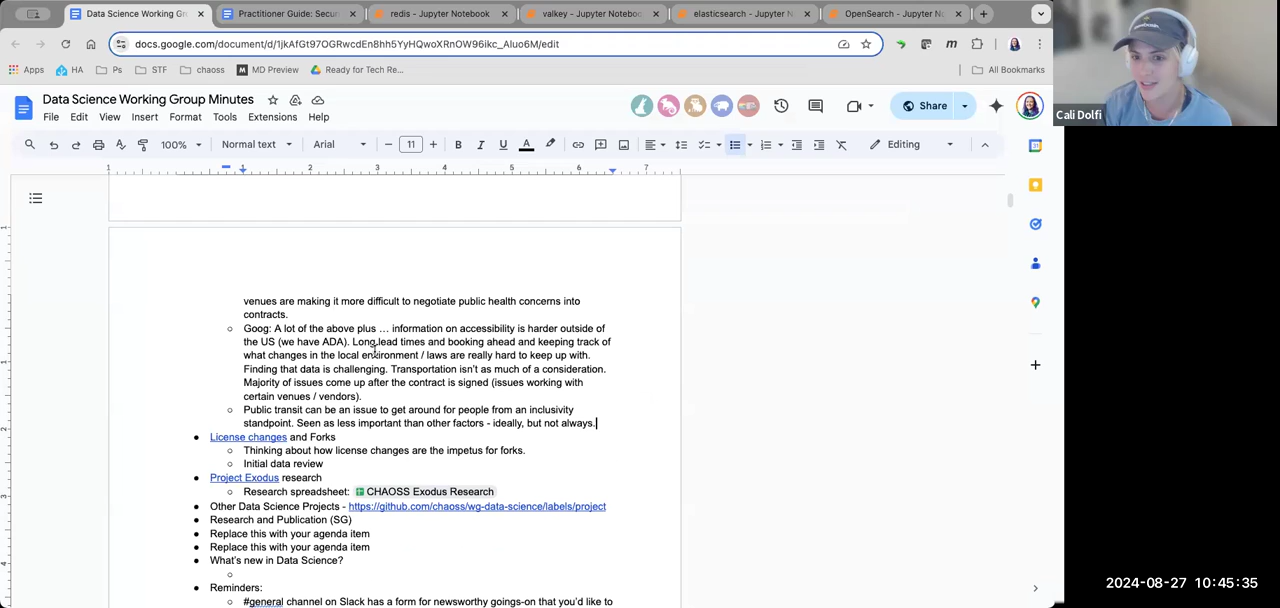 Data Science Working Gr
Practitioner Guide: Secur
redis - Jupyter Notebook
valkey - Jupyter Noteboo
elasticsearch - Jupyter N
OpenSearch - Jupyter No
docs.google.com/document/d/1jkAfGt97OGRwcdEn8hh5YyHQwoXRnOW96ikc_Aluo6M/edit
Apps
HA
Ps
STF
chaoss
MD Preview
Ready for Tech Re...
All Bookmarks
Cali Dolfi
Data Science Working Group Minutes
Share
File Edit View Insert Format Tools Extensions Help
100% Normal text Arial 11 Editing
1 1 2 3 4 5 6 7
venues are making it more difficult to negotiate public health concerns into
contracts.
Goog: A lot of the above plus … information on accessibility is harder outside of
the US (we have ADA). Long lead times and booking ahead and keeping track of
what changes in the local environment / laws are really hard to keep up with.
Finding that data is challenging. Transportation isn't as much of a consideration.
Majority of issues come up after the contract is signed (issues working with
certain venues / vendors).
Public transit can be an issue to get around for people from an inclusivity
standpoint. Seen as less important than other factors - ideally, but not always.
License changes and Forks
Thinking about how license changes are the impetus for forks.
Initial data review
Project Exodus research
Research spreadsheet: CHAOSS Exodus Research
Other Data Science Projects - https://github.com/chaoss/wg-data-science/labels/project
Research and Publication (SG)
Replace this with your agenda item
Replace this with your agenda item
What's new in Data Science?
Reminders:
#general channel on Slack has a form for newsworthy goings-on that you'd like to
2024-08-27 10:45:35